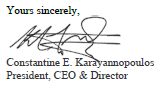 Yours sincerely,
Constantine E. Karayannopoulos
President, CEO & Director